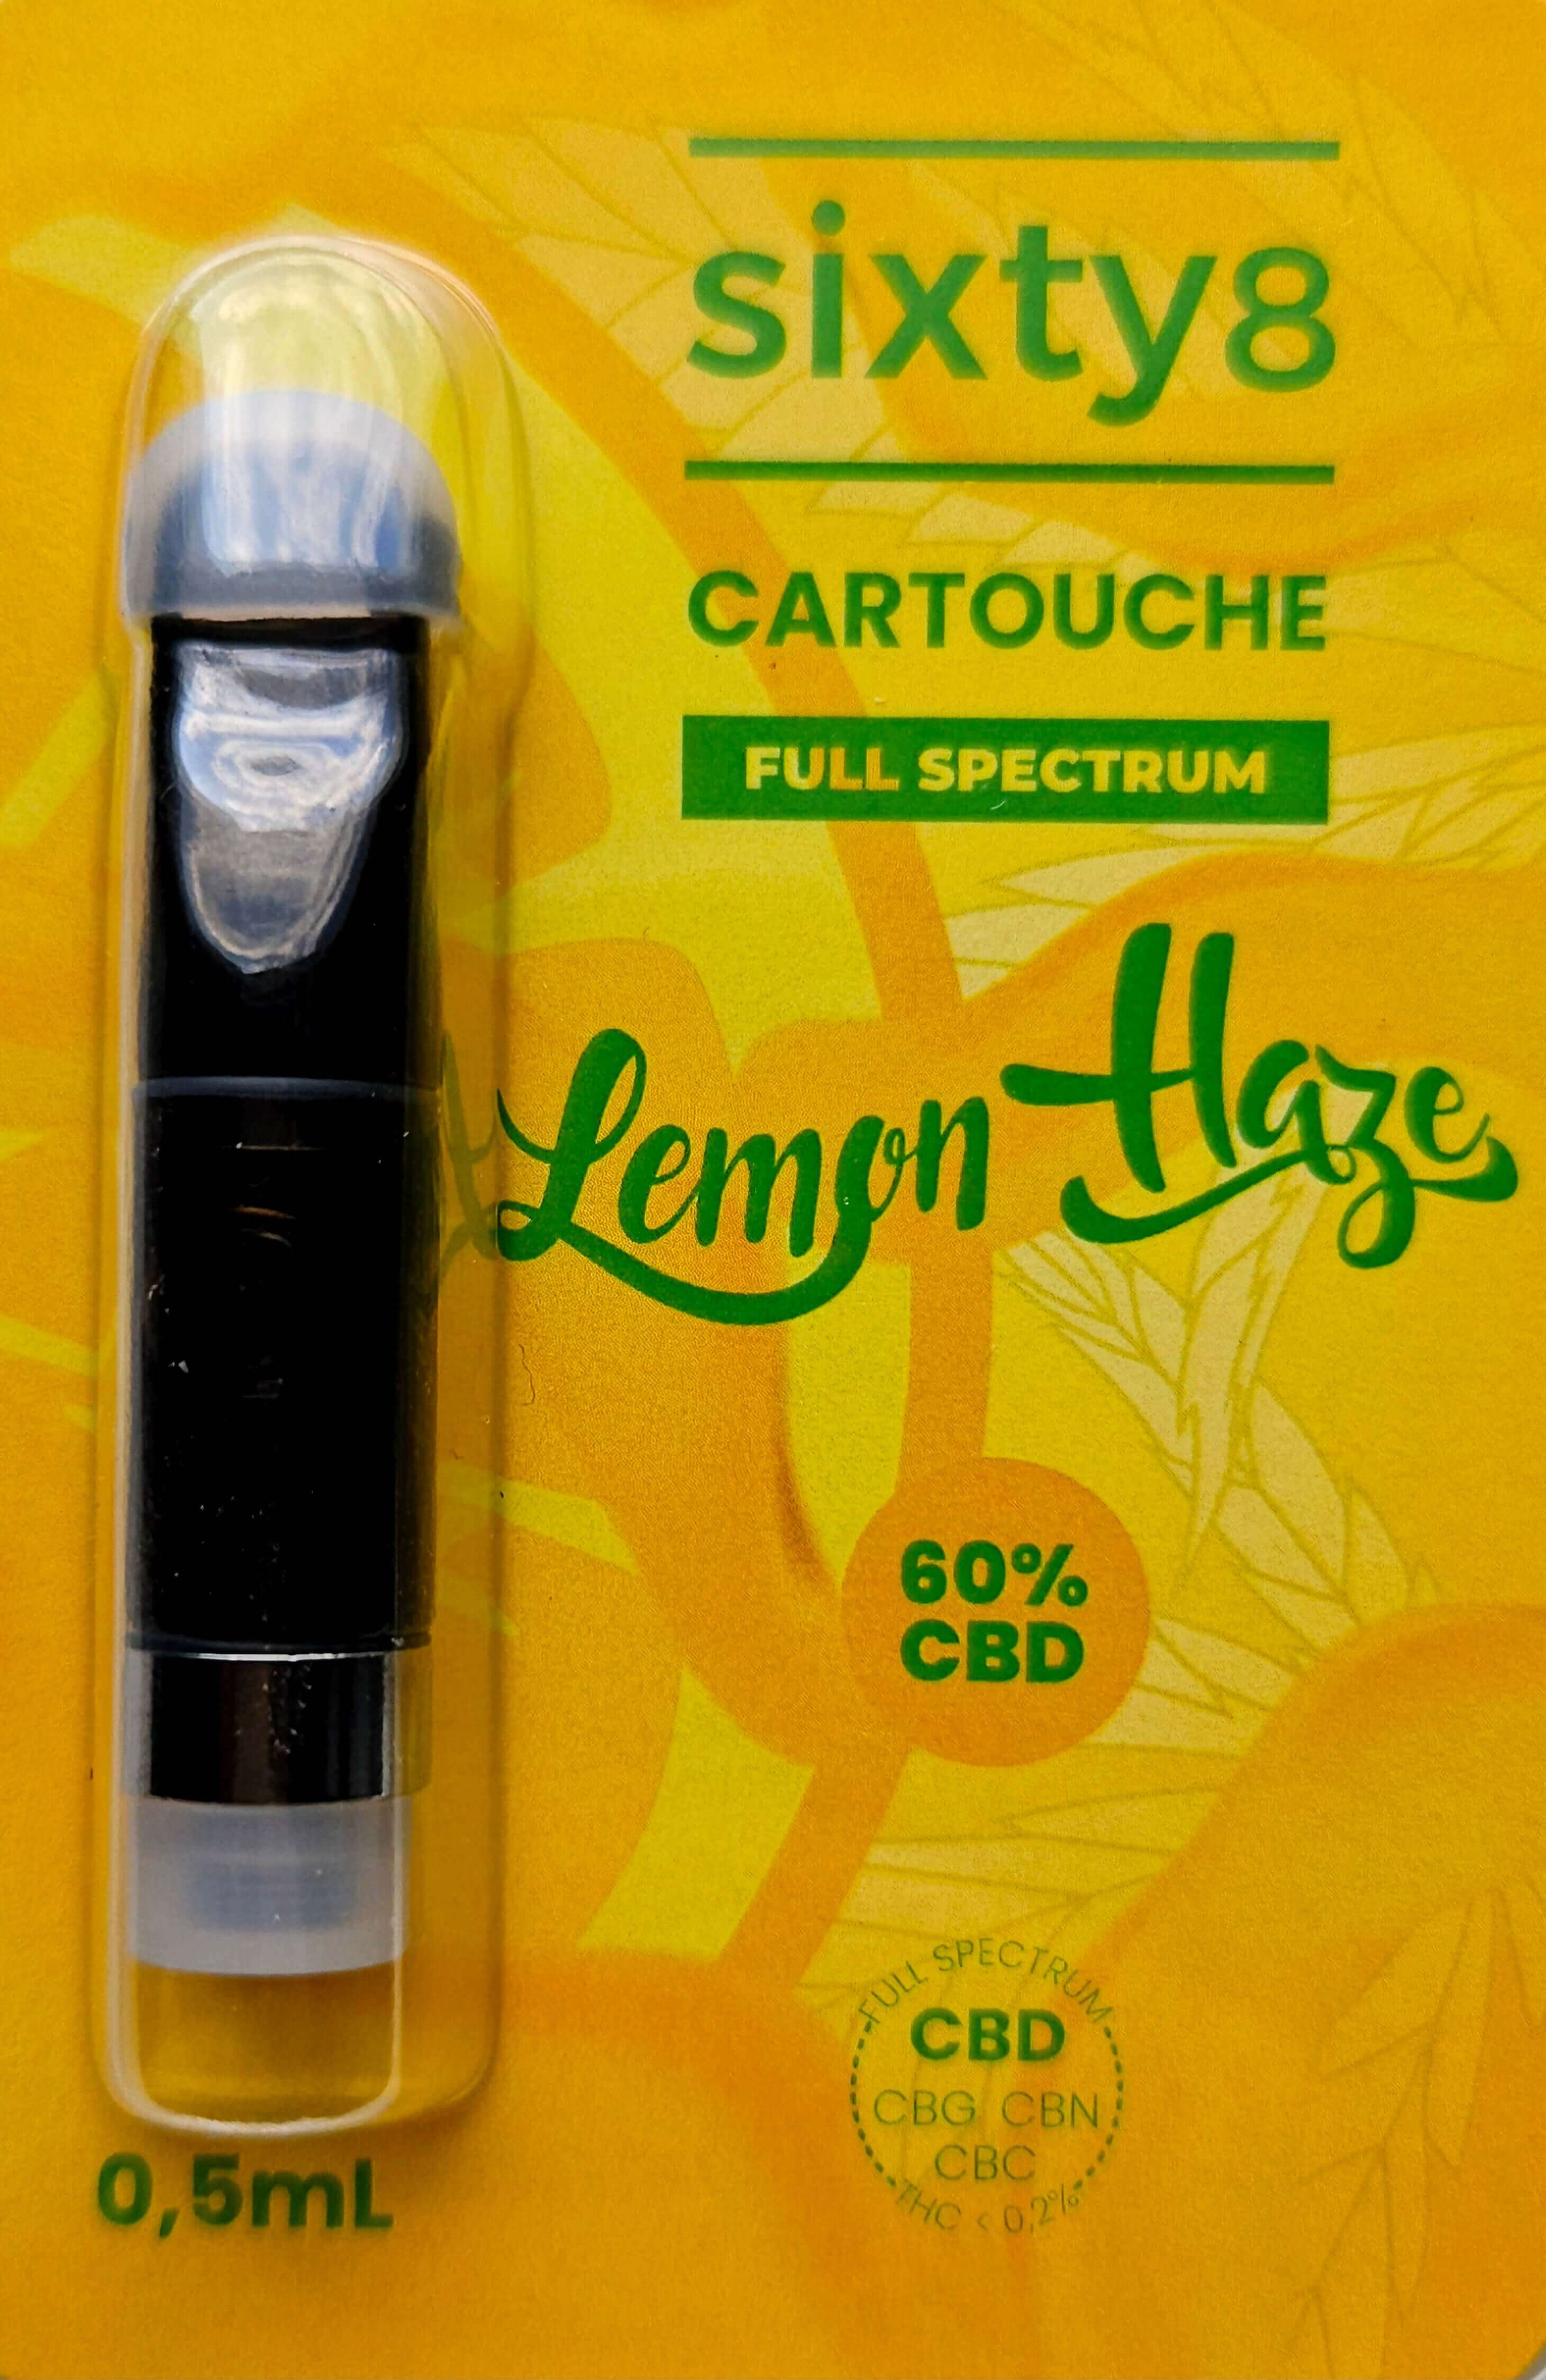 sixty8
CARTOUCHE
FULL SPECTRUM
Lemon Haze
60%
CBD
FULL SPECTRUM
CBD
CBG CBN
CBC
THC < 0,2%
0,5mL